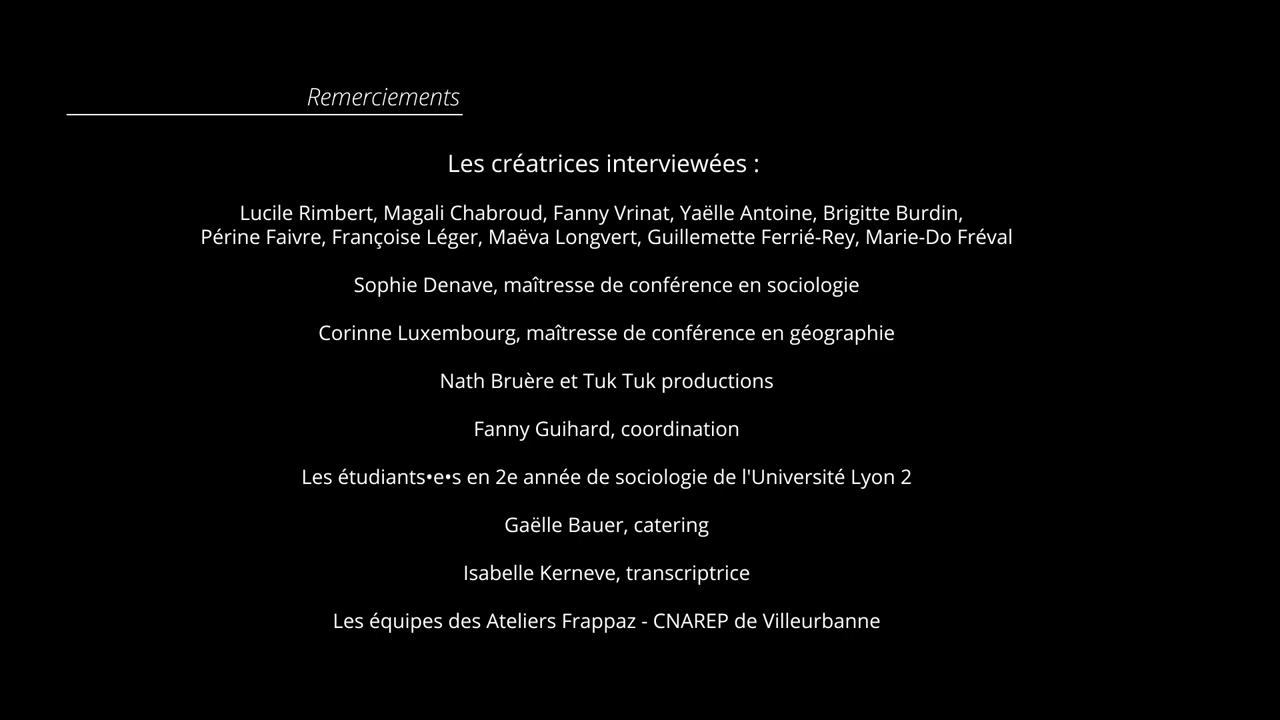 Remerciements
Les créatrices interviewées :
Lucile Rimbert, Magali Chabroud, Fanny Vrinat, Yaëlle Antoine, Brigitte Burdin,
Périne Faivre, Françoise Léger, Maëva Longvert, Guillemette Ferrié-Rey, Marie-Do Fréval
Sophie Denave, maîtresse de conférence en sociologie
Corinne Luxembourg, maîtresse de conférence en géographie
Nath Bruère et Tuk Tuk productions
Fanny Guihard, coordination
Les étudiants•e•s en 2e année de sociologie de l'Université Lyon 2
Gaëlle Bauer, catering
Isabelle Kerneve, transcriptrice
Les équipes des Ateliers Frappaz - CNAREP de Villeurbanne